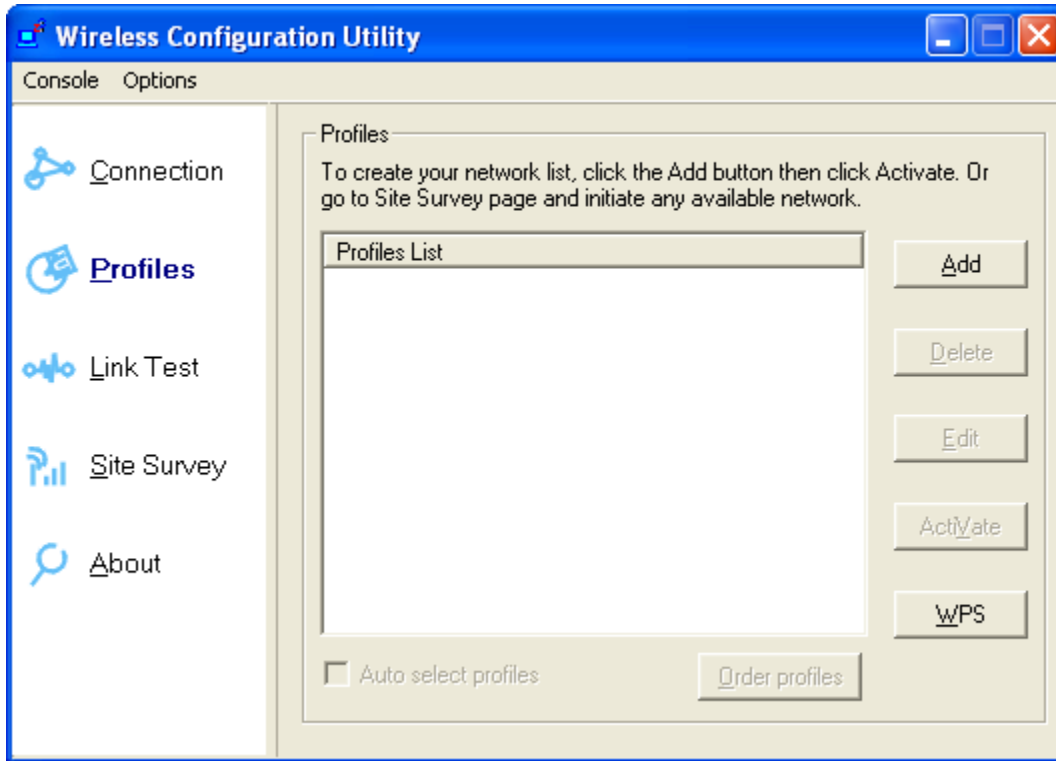 Wireless Configuration Utility
Console Options
Connection
Profiles
Link Test
Site Survey
About
Profiles
To create your network list, click the Add button then click Activate. Or
go to Site Survey page and initiate any available network.
Profiles List
Add
Delete
Edit
ActiVate
WPS
Auto select profiles
Order profiles